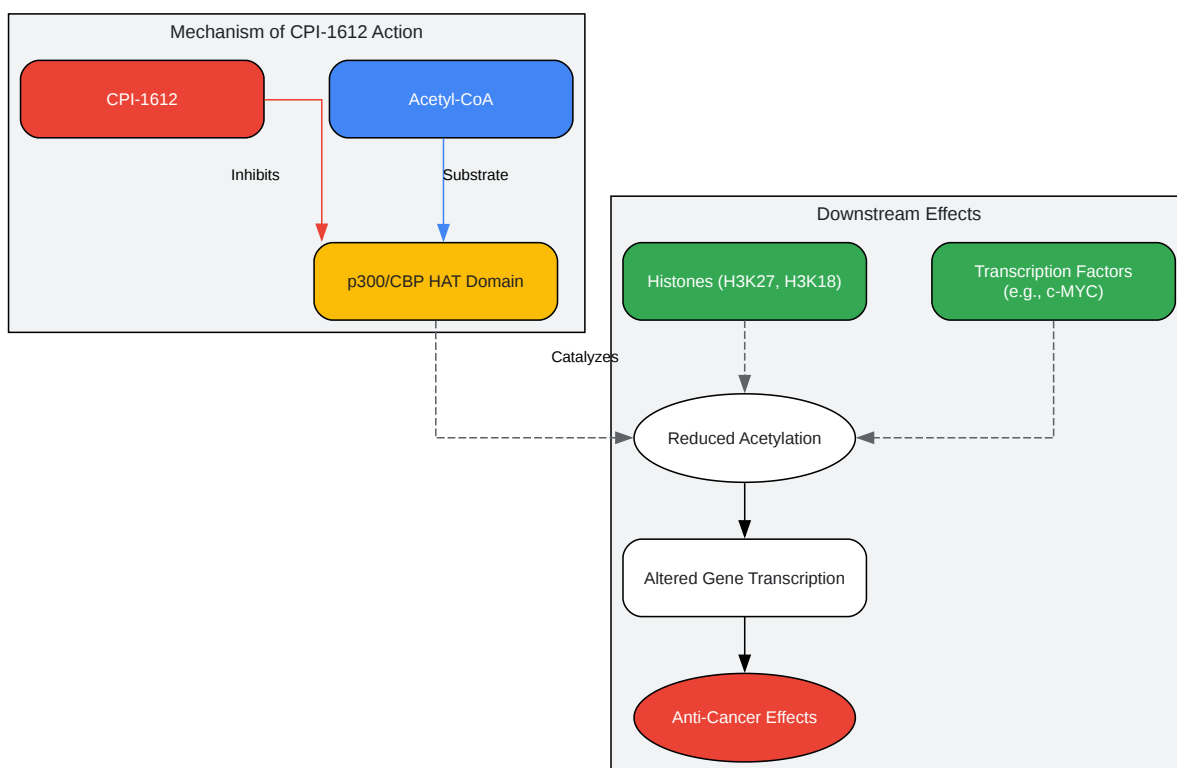 Mechanism of CPI-1612 Action
CPI-1612
Acetyl-CoA
Inhibits
Substrate
p300/CBP HAT Domain
Downstream Effects
Histones (H3K27, H3K18)
Transcription Factors
(e.g., c-MYC)
Catalyzes
Reduced Acetylation
Altered Gene Transcription
Anti-Cancer Effects